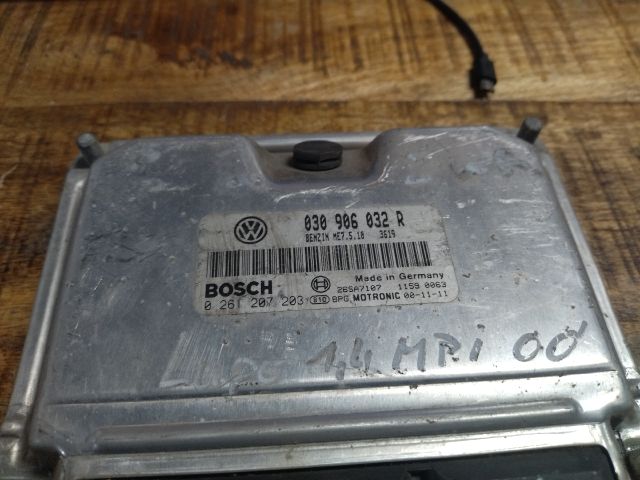 030 906 032 R
BENZIN ME7.5.10 3619
Made in Germany
BOSCH 26SA7107 1159 0063
0 261 207 203 e10 BPG MOTRONIC 00-11-11
1,4 MPI 00